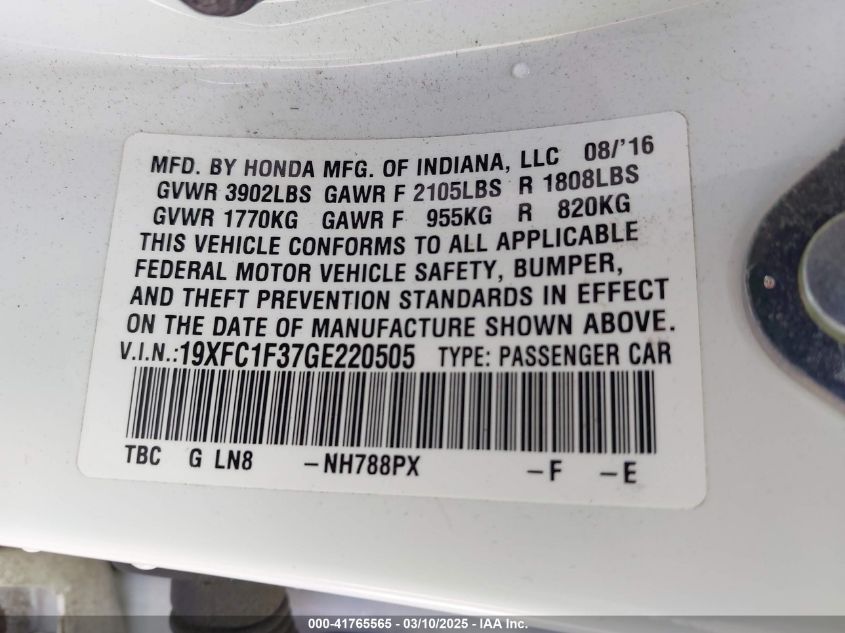 MFD. BY HONDA MFG. OF INDIANA, LLC 08/'16
GVWR 3902LBS GAWR F 2105LBS R 1808LBS
GVWR 1770KG GAWR F 955KG R 820KG
THIS VEHICLE CONFORMS TO ALL APPLICABLE
FEDERAL MOTOR VEHICLE SAFETY, BUMPER,
AND THEFT PREVENTION STANDARDS IN EFFECT
ON THE DATE OF MANUFACTURE SHOWN ABOVE.
V.I.N.:19XFC1F37GE220505 TYPE: PASSENGER CAR
TBC G LN8 -NH788PX -F -E
000-41765565 - 03/10/2025 - IAA Inc.